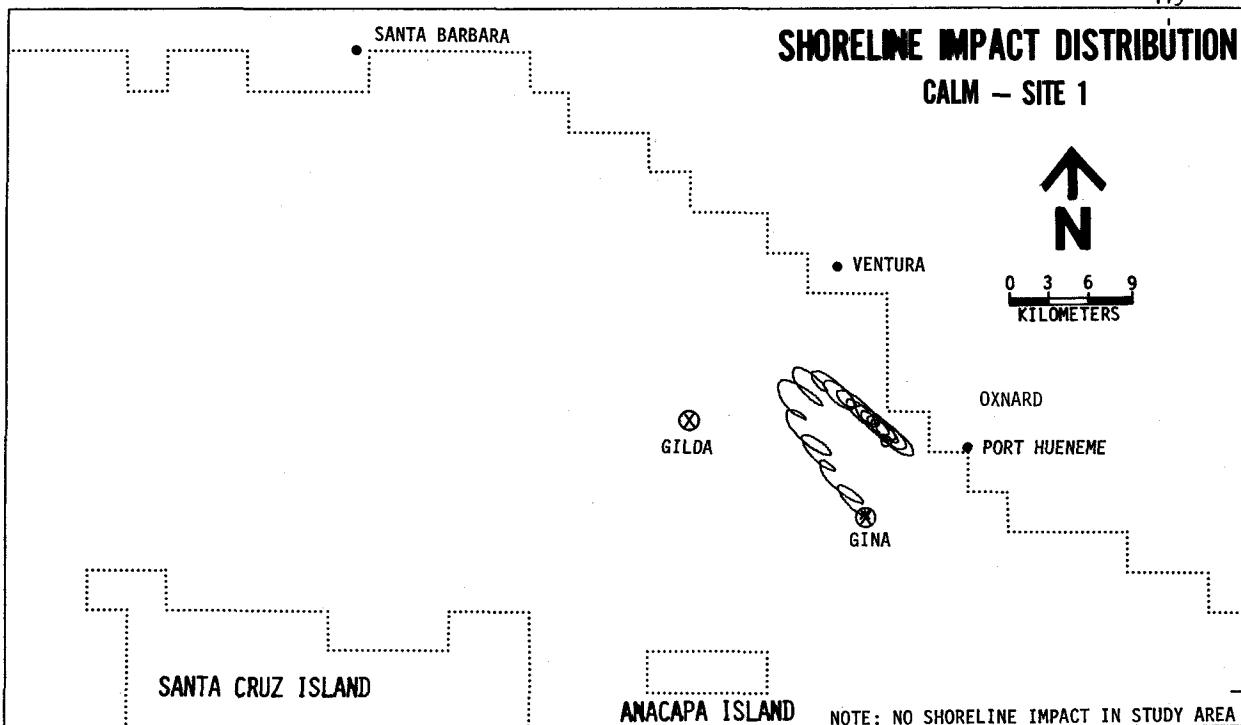 SANTA BARBARA
SHORELINE IMPACT DISTRIBUTION
CALM — SITE 1
N
VENTURA
0 3 6 9
KILOMETERS
OXNARD
GILDA
PORT HUENEME
GINA
SANTA CRUZ ISLAND
ANACAPA ISLAND
NOTE: NO SHORELINE IMPACT IN STUDY AREA